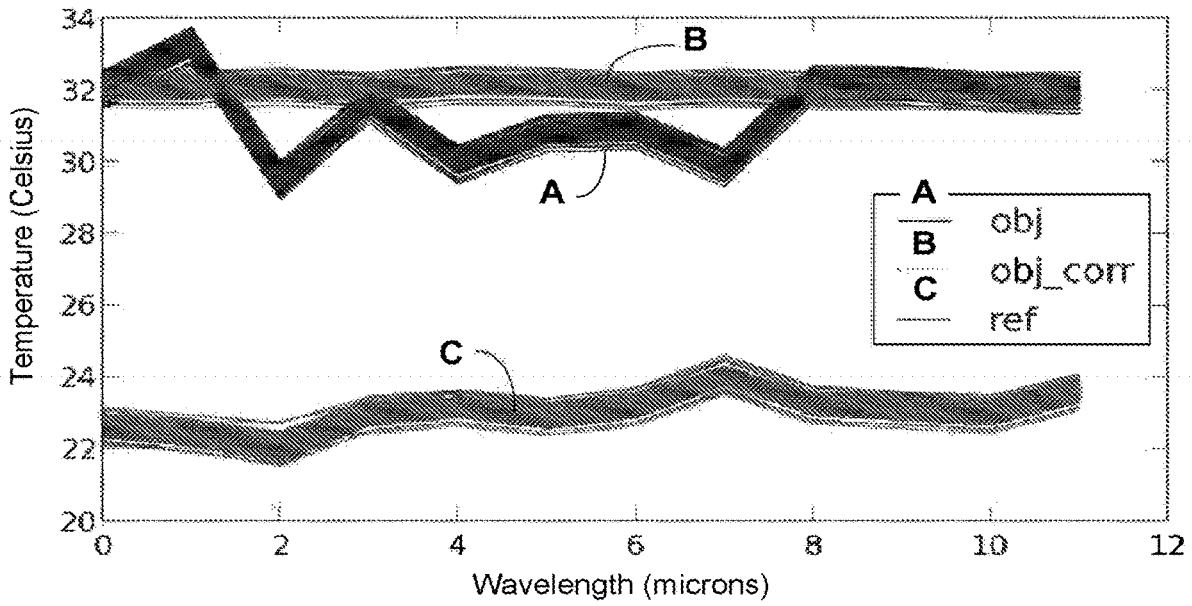 34
32
30
28
26
24
22
20
Temperature (Celsius)
B
A
C
A
obj
B
obj_corr
C
ref
0 2 4 6 8 10 12
Wavelength (microns)